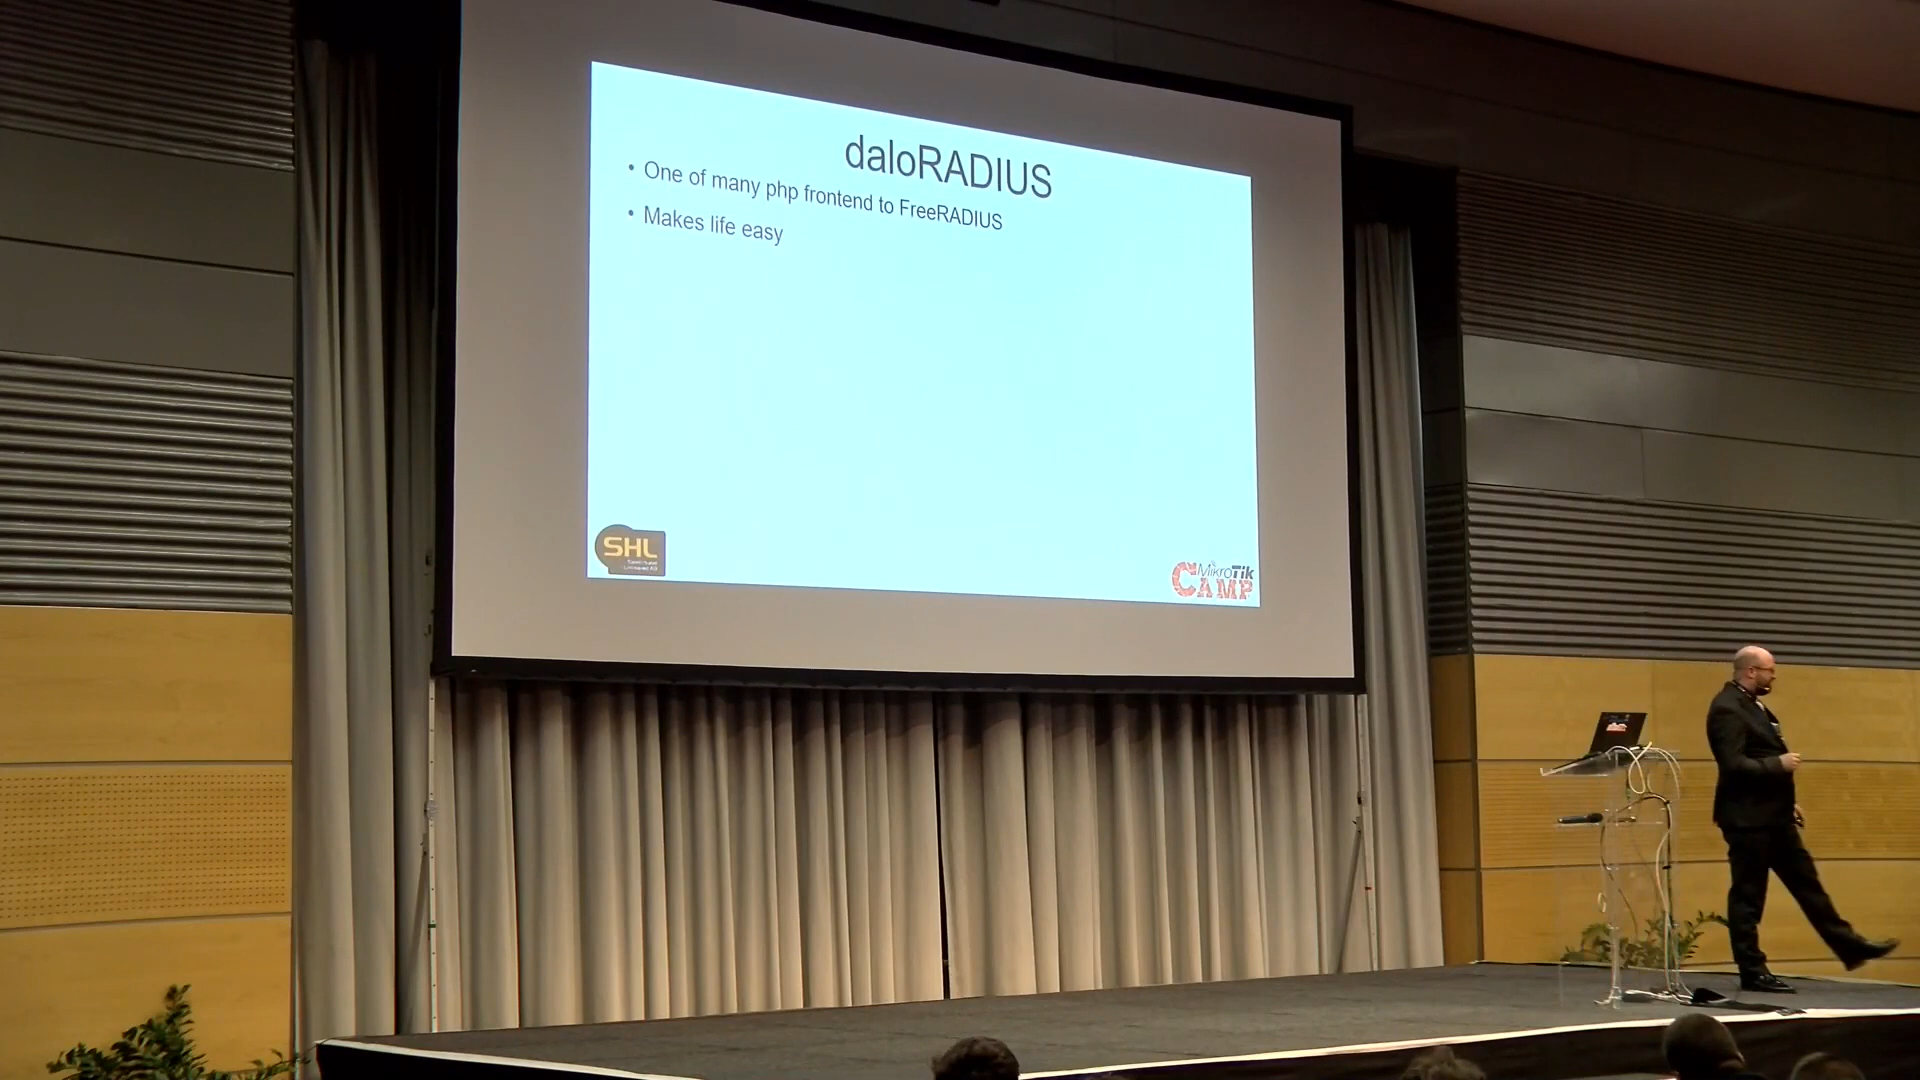 daloRADIUS
• One of many php frontend to FreeRADIUS
• Makes life easy
SHL
MikroTik
CAMP